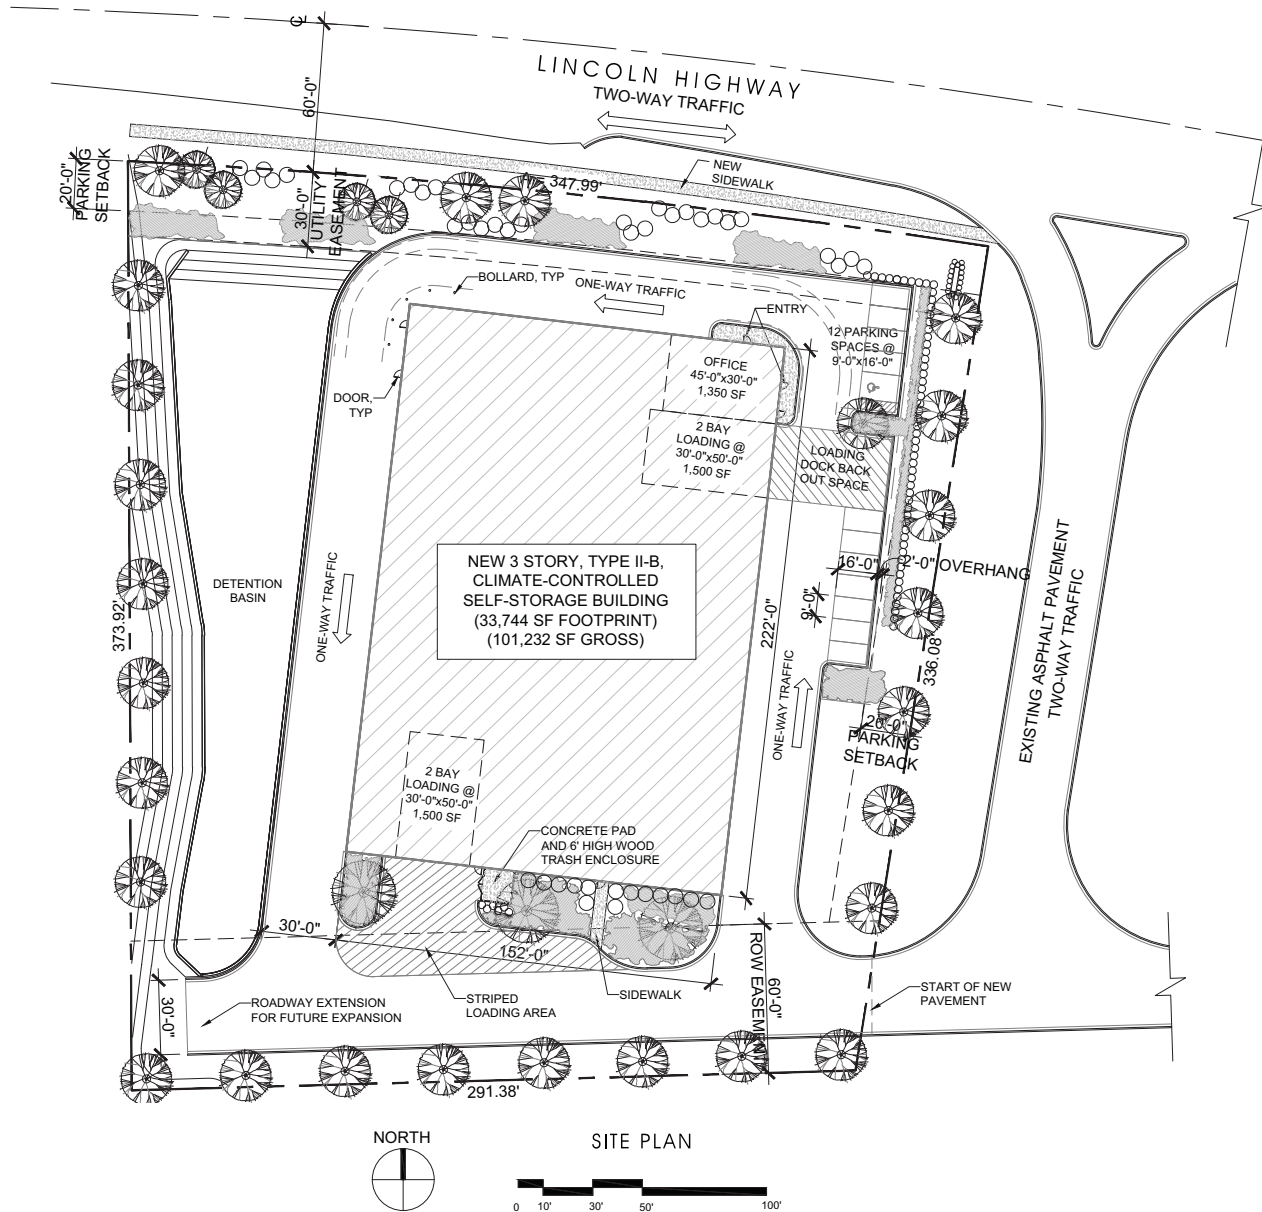 ℄
60'-0"
LINCOLN HIGHWAY
TWO-WAY TRAFFIC
NEW
SIDEWALK
20'-0"
PARKING
SETBACK
30'-0"
UTILITY
EASEMENT
347.99'
BOLLARD, TYP
ONE-WAY TRAFFIC
ENTRY
12 PARKING
SPACES @
9'-0"x16'-0"
OFFICE
45'-0"x30'-0"
1,350 SF
DOOR,
TYP
2 BAY
LOADING @
30'-0"x50'-0"
1,500 SF
LOADING
DOCK BACK
OUT SPACE
NEW 3 STORY, TYPE II-B,
CLIMATE-CONTROLLED
SELF-STORAGE BUILDING
(33,744 SF FOOTPRINT)
(101,232 SF GROSS)
DETENTION
BASIN
373.92'
ONE-WAY TRAFFIC
222'-0"
16'-0"
2'-0" OVERHANG
9'-0"
336.08'
EXISTING ASPHALT PAVEMENT
TWO-WAY TRAFFIC
ONE-WAY TRAFFIC
20'-0"
PARKING
SETBACK
2 BAY
LOADING @
30'-0"x50'-0"
1,500 SF
CONCRETE PAD
AND 6' HIGH WOOD
TRASH ENCLOSURE
30'-0"
152'-0"
ROW EASEMENT
60'-0"
30'-0"
ROADWAY EXTENSION
FOR FUTURE EXPANSION
STRIPED
LOADING AREA
SIDEWALK
START OF NEW
PAVEMENT
291.38'
NORTH
SITE PLAN
0 10' 30' 50' 100'